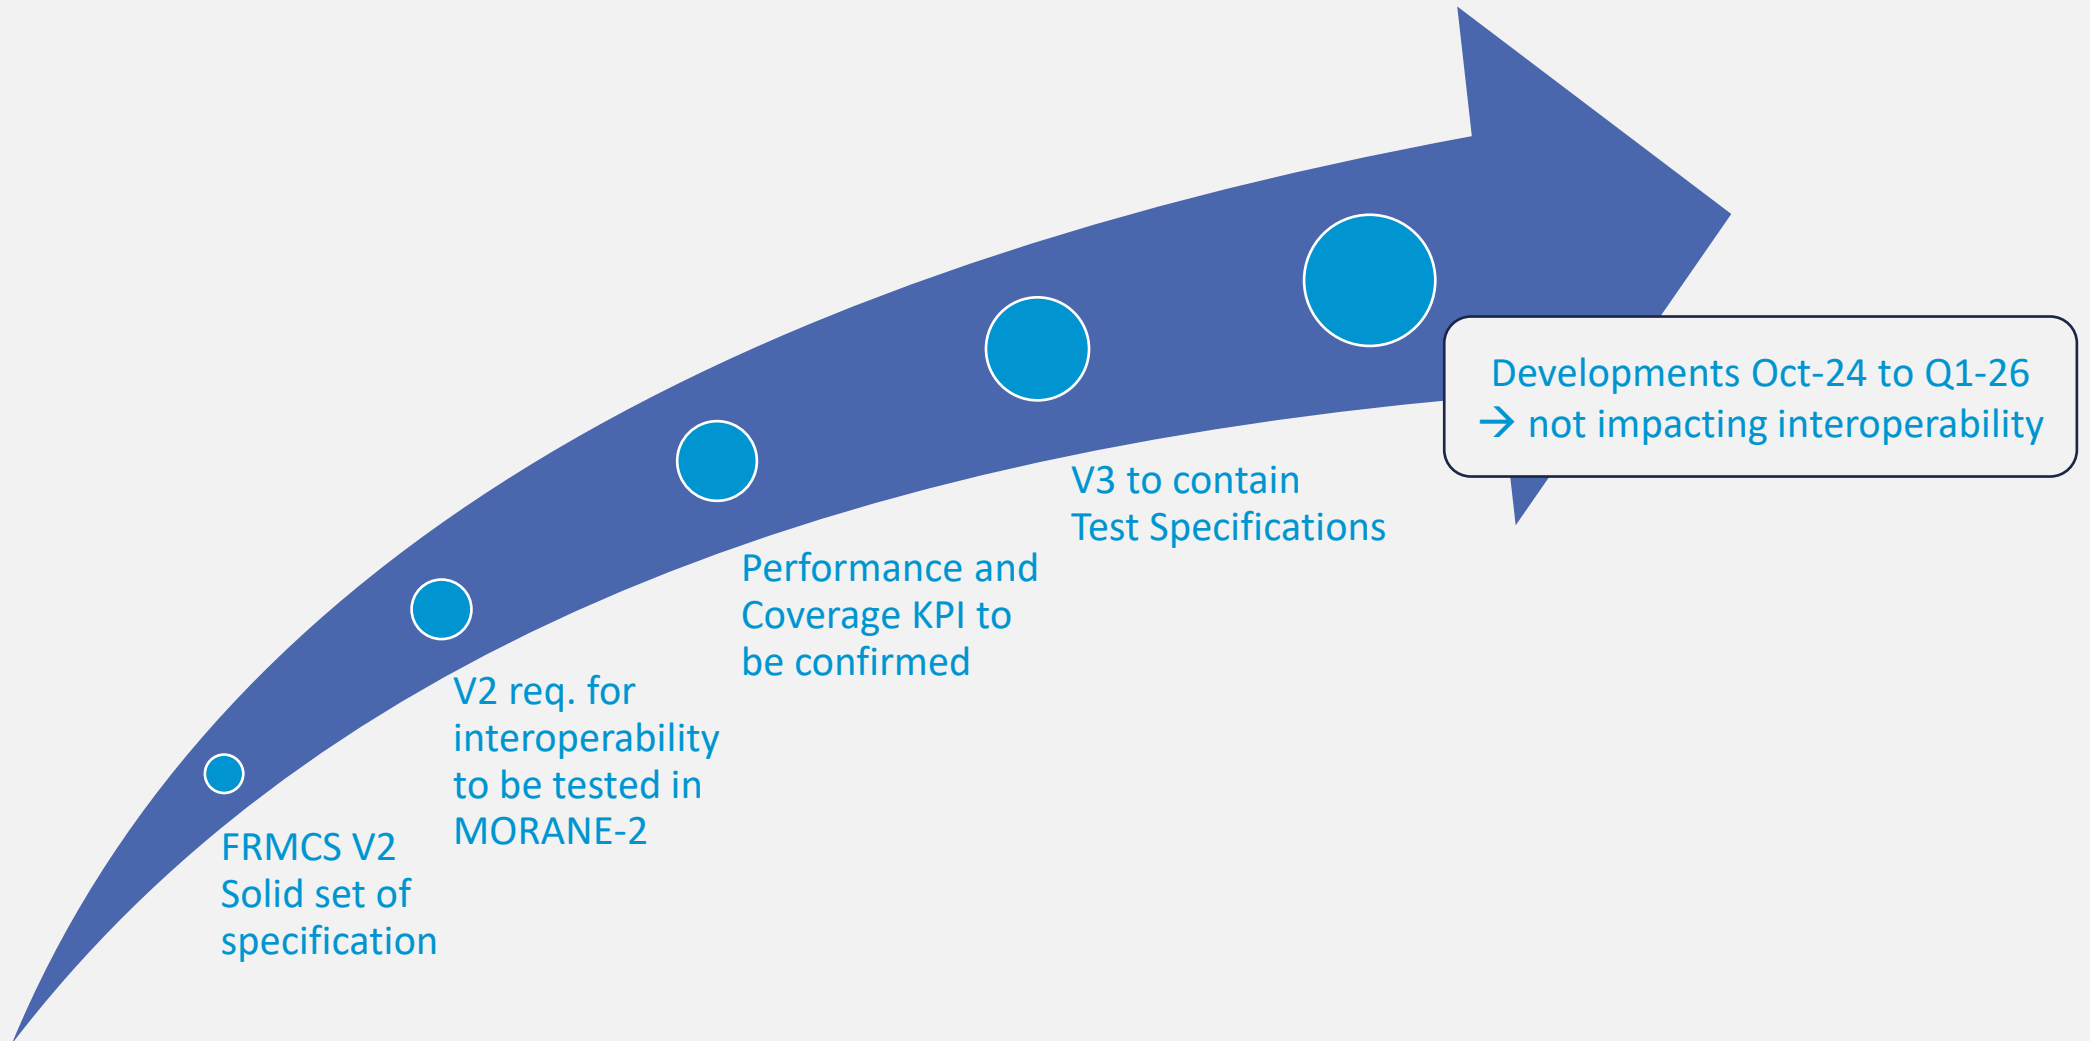 FRMCS V2
Solid set of
specification
V2 req. for
interoperability
to be tested in
MORANE-2
Performance and
Coverage KPI to
be confirmed
V3 to contain
Test Specifications
Developments Oct-24 to Q1-26
→ not impacting interoperability